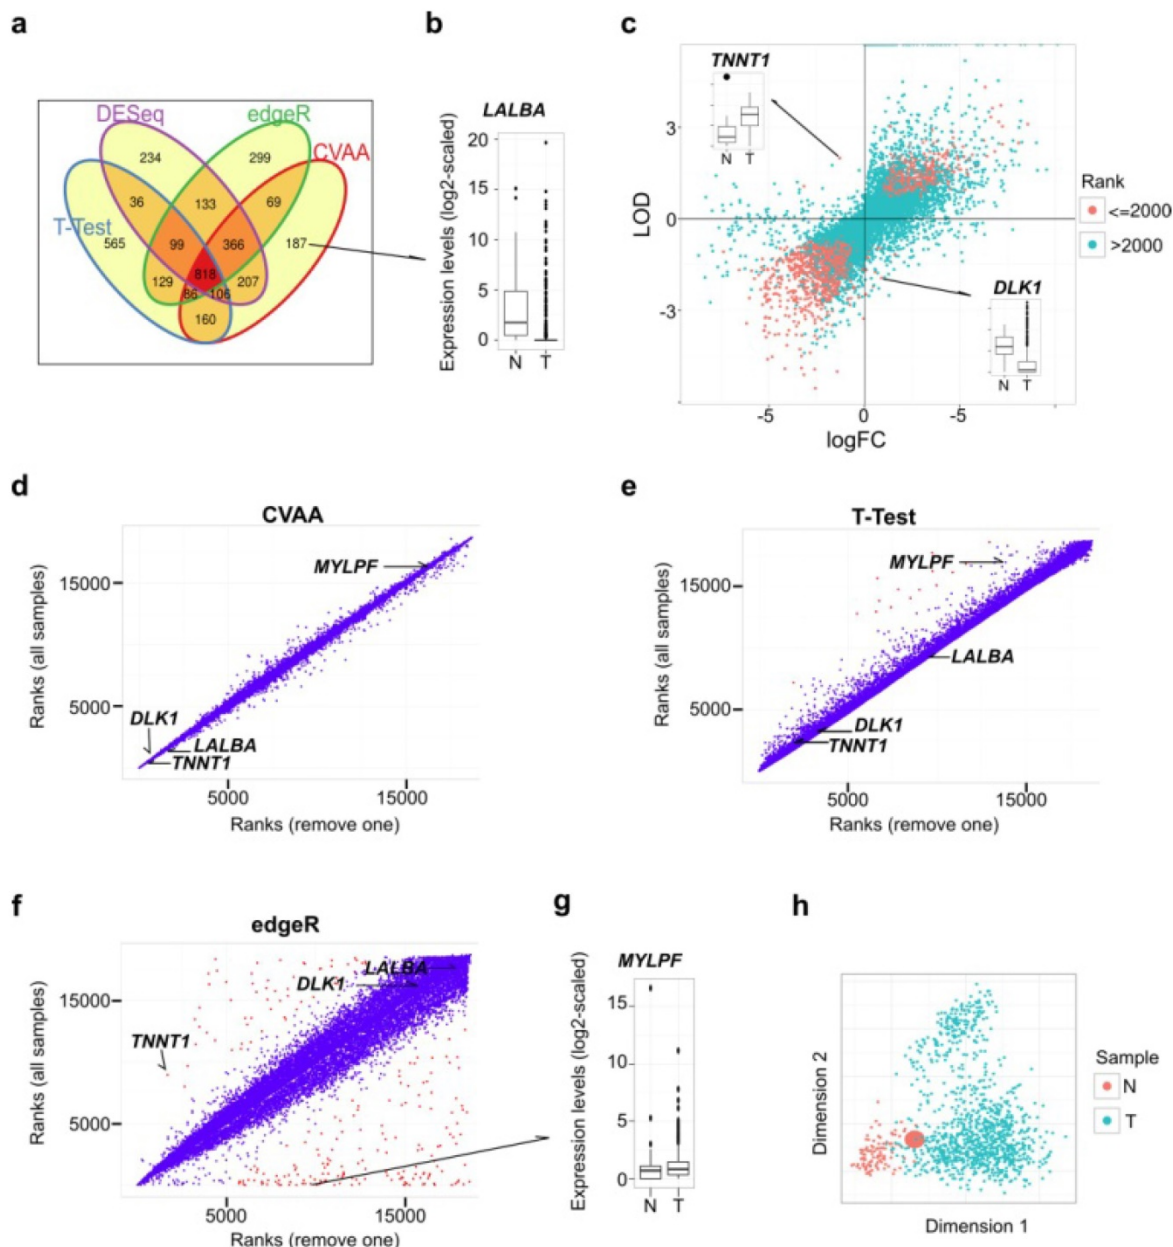 a
DESeq
edgeR
CVAA
T-Test
234
299
36
133
69
565
99
366
187
129
818
207
86
106
160
b
LALBA
Expression levels (log2-scaled)
20
15
10
5
0
N T
c
TNNT1
N T
DLK1
N T
LOD
3
0
-3
-5 0 -5
logFC
Rank
<=2000
>2000
d
CVAA
Ranks (all samples)
15000
5000
MYLPF
DLK1
LALBA
TNNT1
5000 15000
Ranks (remove one)
e
T-Test
Ranks (all samples)
15000
5000
MYLPF
LALBA
DLK1
TNNT1
5000 15000
Ranks (remove one)
f
edgeR
Ranks (all samples)
15000
5000
LALBA
DLK1
TNNT1
5000 15000
Ranks (remove one)
g
MYLPF
Expression levels (log2-scaled)
15
10
5
0
N T
h
Dimension 2
Dimension 1
Sample
N
T